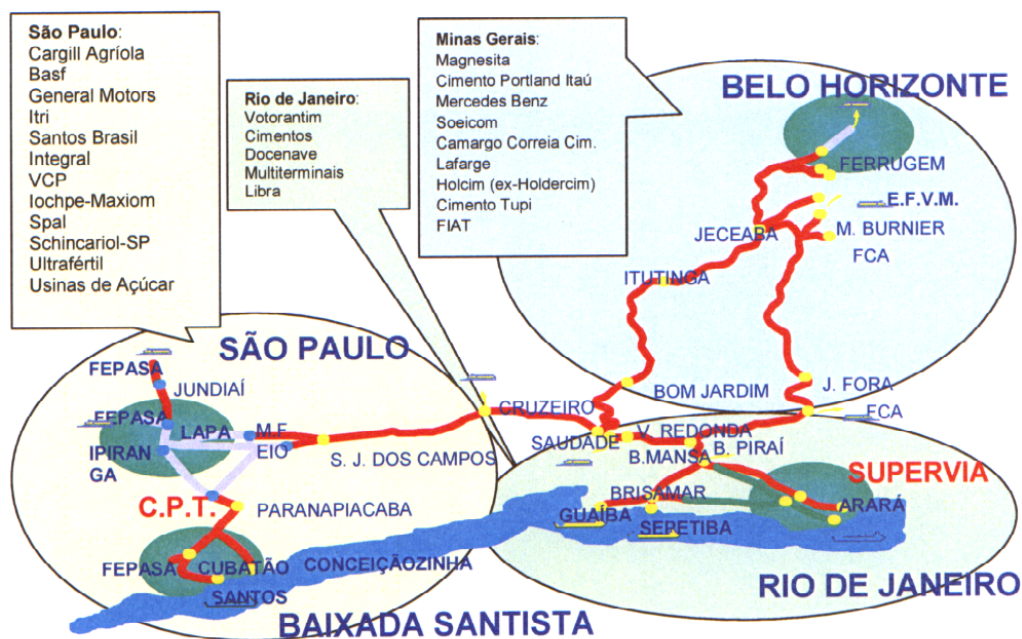 São Paulo:
Cargill Agríola
Basf
General Motors
Itri
Santos Brasil
Integral
VCP
Iochpe-Maxiom
Spal
Schincariol-SP
Ultrafértil
Usinas de Açúcar
Rio de Janeiro:
Votorantim
Cimentos
Docenave
Multiterminais
Libra
Minas Gerais:
Magnesita
Cimento Portland Itaú
Mercedes Benz
Soeicom
Camargo Correia Cim.
Lafarge
Holcim (ex-Holdercim)
Cimento Tupi
FIAT
BELO HORIZONTE
FERRUGEM
E.F.V.M.
JECEABA
M. BURNIER
FCA
ITUTINGA
BOM JARDIM
J. FORA
FCA
SÃO PAULO
FEPASA
JUNDIAÍ
FEPASA
LAPA
M.F.
EIO
IPIRAN
GA
S. J. DOS CAMPOS
CRUZEIRO
SAUDADE
V. REDONDA
B.MANSA
B. PIRAÍ
SUPERVIA
C.P.T.
PARANAPIACABA
BRISAMAR
GUAÍBA
SEPETIBA
ARARÁ
FEPASA
CUBATÃO
CONCEIÇÃOZINHA
SANTOS
RIO DE JANEIRO
BAIXADA SANTISTA